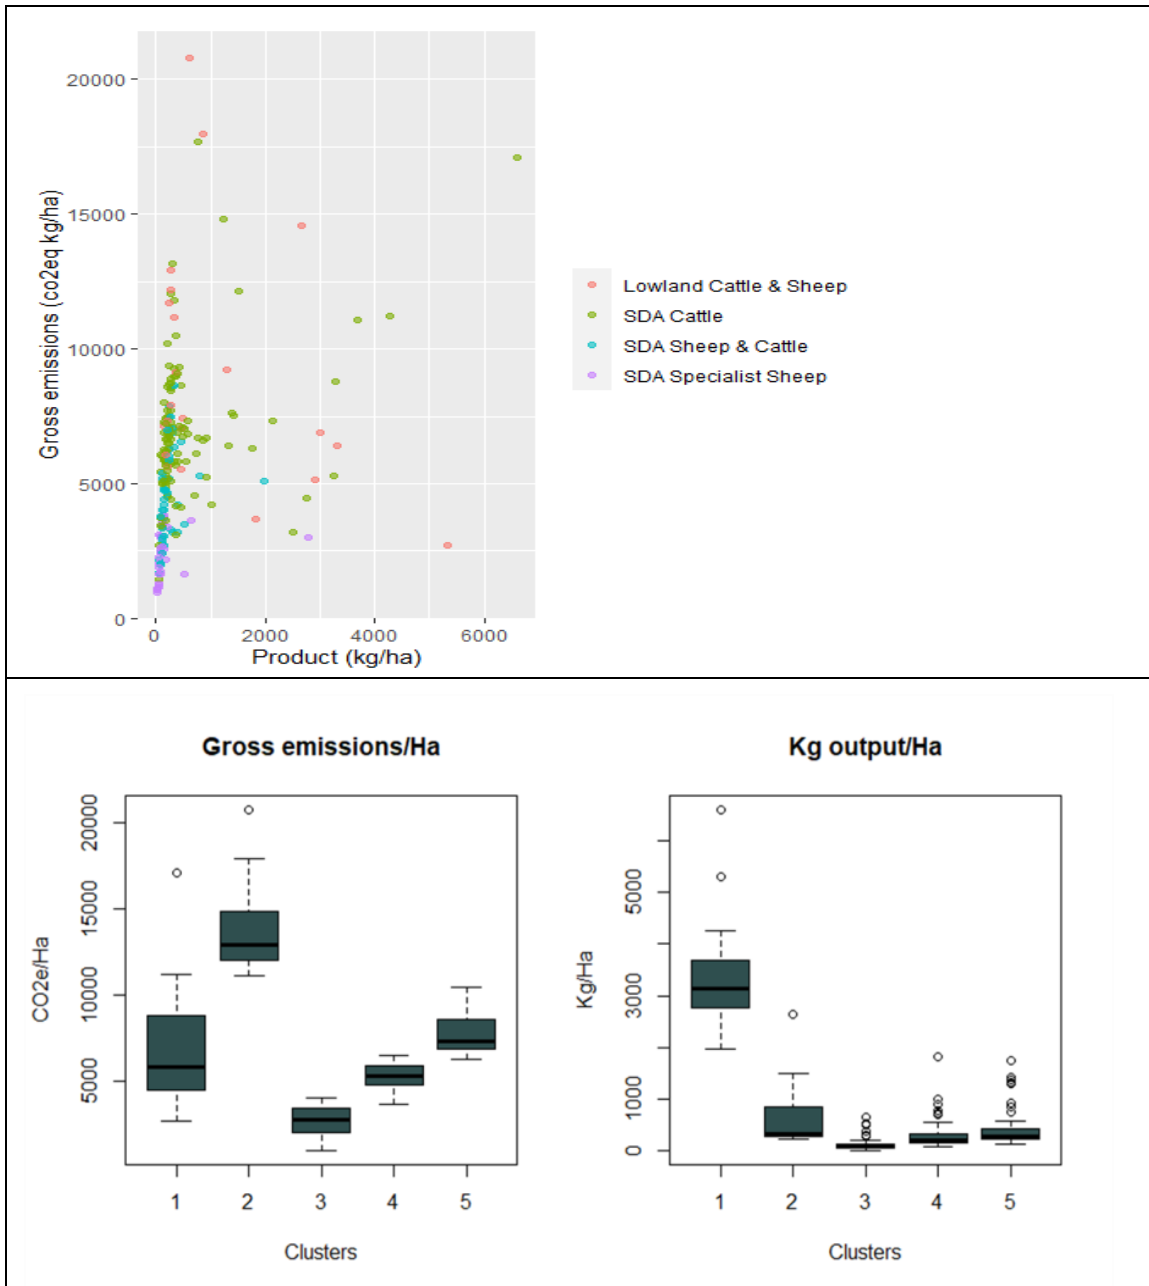 20000
15000
10000
5000
0
Gross emissions (co2eq kg/ha)
0 2000 4000 6000
Product (kg/ha)
Lowland Cattle & Sheep
SDA Cattle
SDA Sheep & Cattle
SDA Specialist Sheep
Gross emissions/Ha
20000
15000
10000
5000
CO2e/Ha
1 2 3 4 5
Clusters
Kg output/Ha
5000
3000
1000
0
Kg/Ha
1 2 3 4 5
Clusters